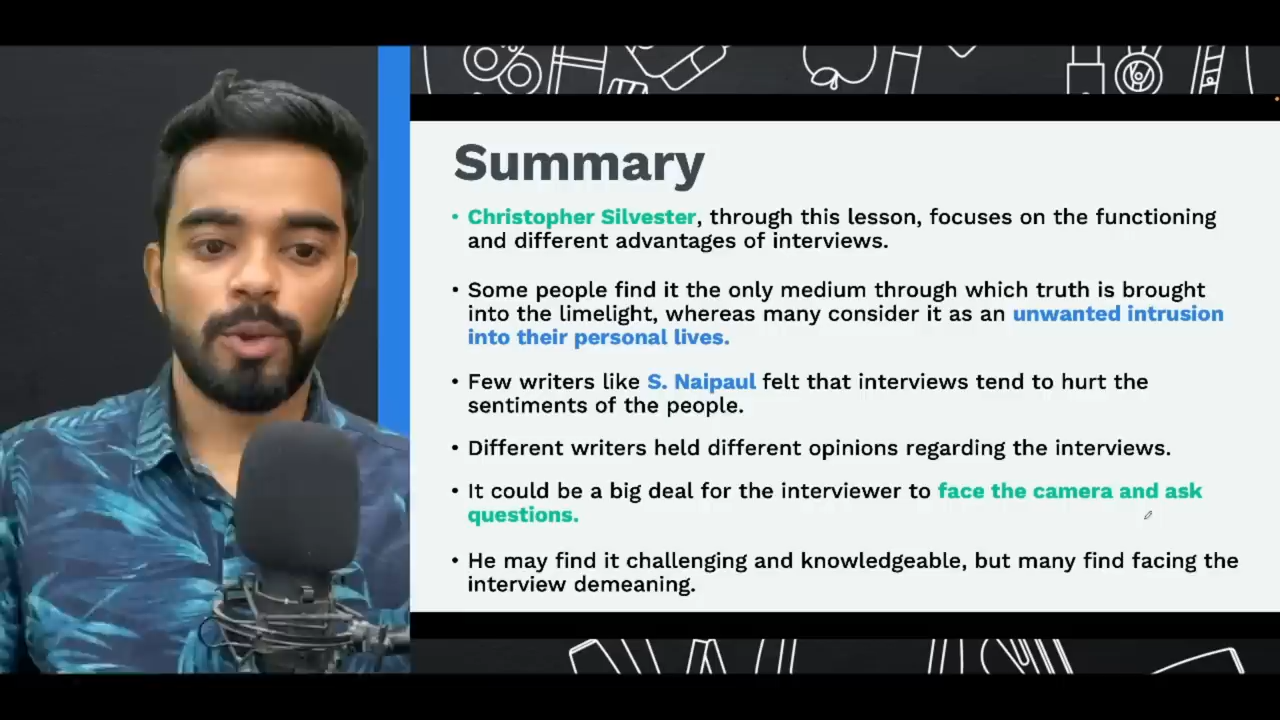 Summary
• Christopher Silvester, through this lesson, focuses on the functioning
and different advantages of interviews.
• Some people find it the only medium through which truth is brought
into the limelight, whereas many consider it as an unwanted intrusion
into their personal lives.
• Few writers like S. Naipaul felt that interviews tend to hurt the
sentiments of the people.
• Different writers held different opinions regarding the interviews.
• It could be a big deal for the interviewer to face the camera and ask
questions.
• He may find it challenging and knowledgeable, but many find facing the
interview demeaning.